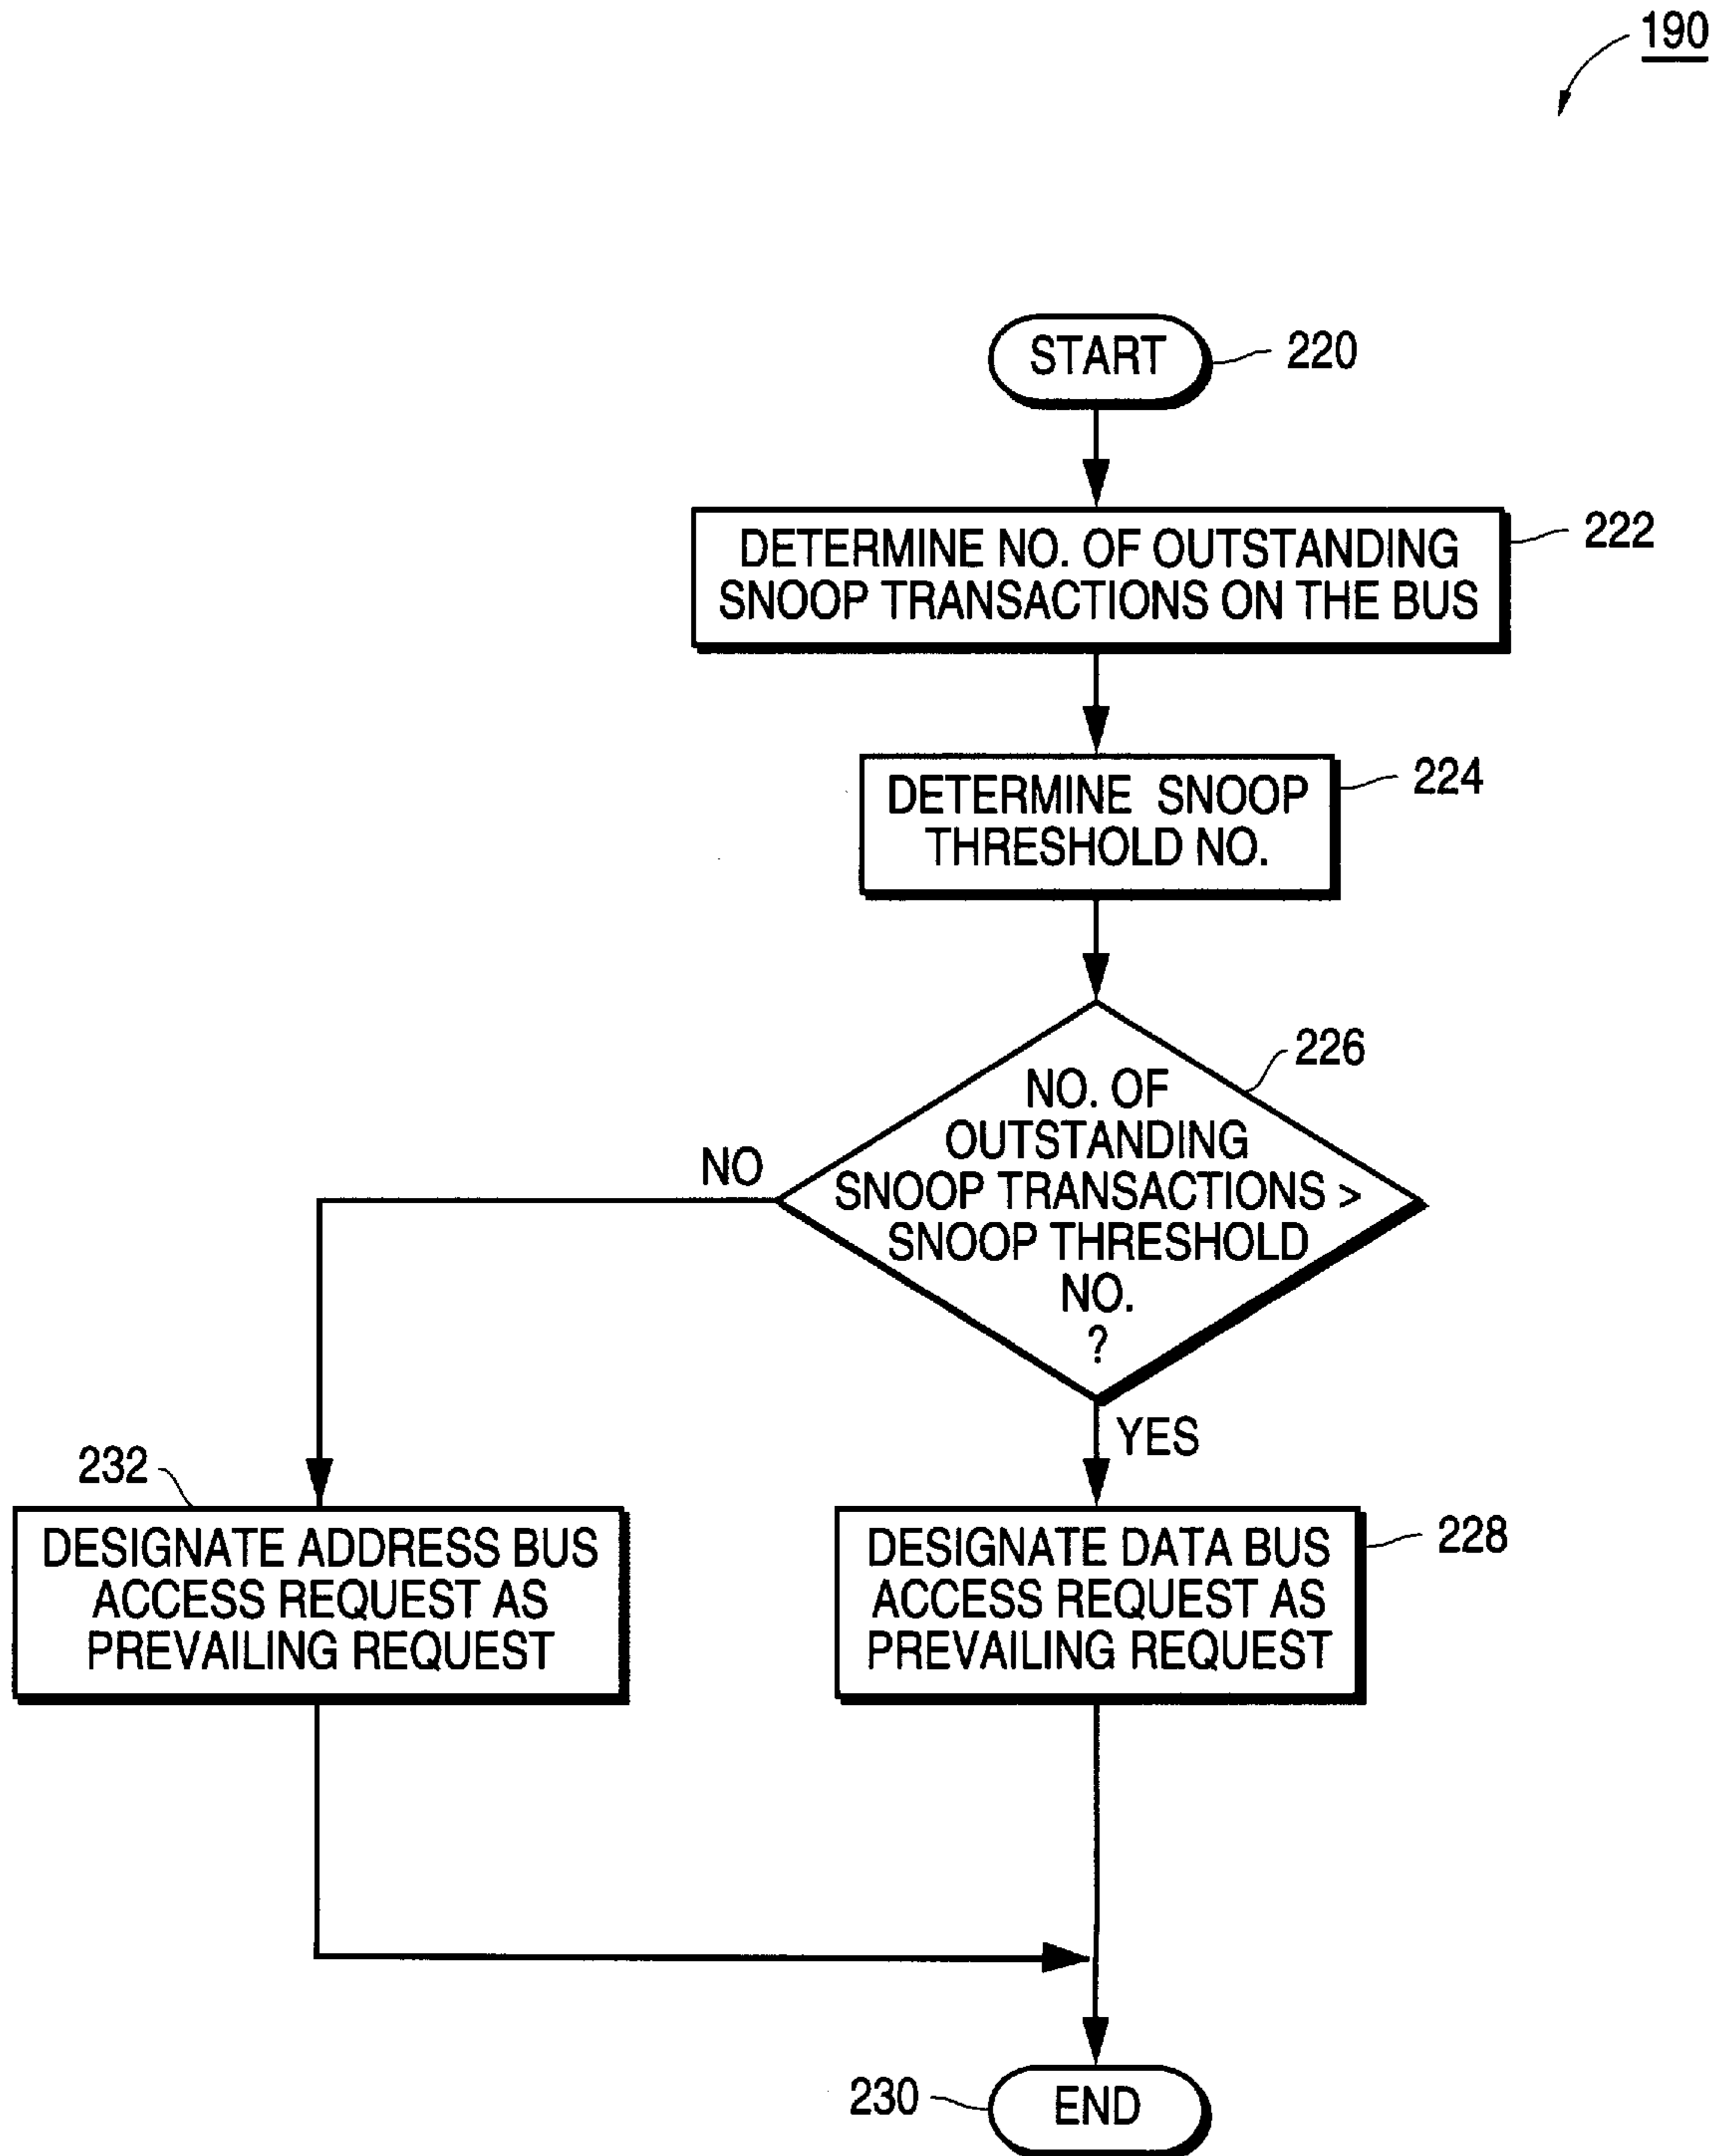 190
START
220
DETERMINE NO. OF OUTSTANDING
SNOOP TRANSACTIONS ON THE BUS
222
DETERMINE SNOOP
THRESHOLD NO.
224
226
NO. OF
OUTSTANDING
SNOOP TRANSACTIONS >
SNOOP THRESHOLD
NO.
?
NO
YES
232
DESIGNATE ADDRESS BUS
ACCESS REQUEST AS
PREVAILING REQUEST
DESIGNATE DATA BUS
ACCESS REQUEST AS
PREVAILING REQUEST
228
230
END